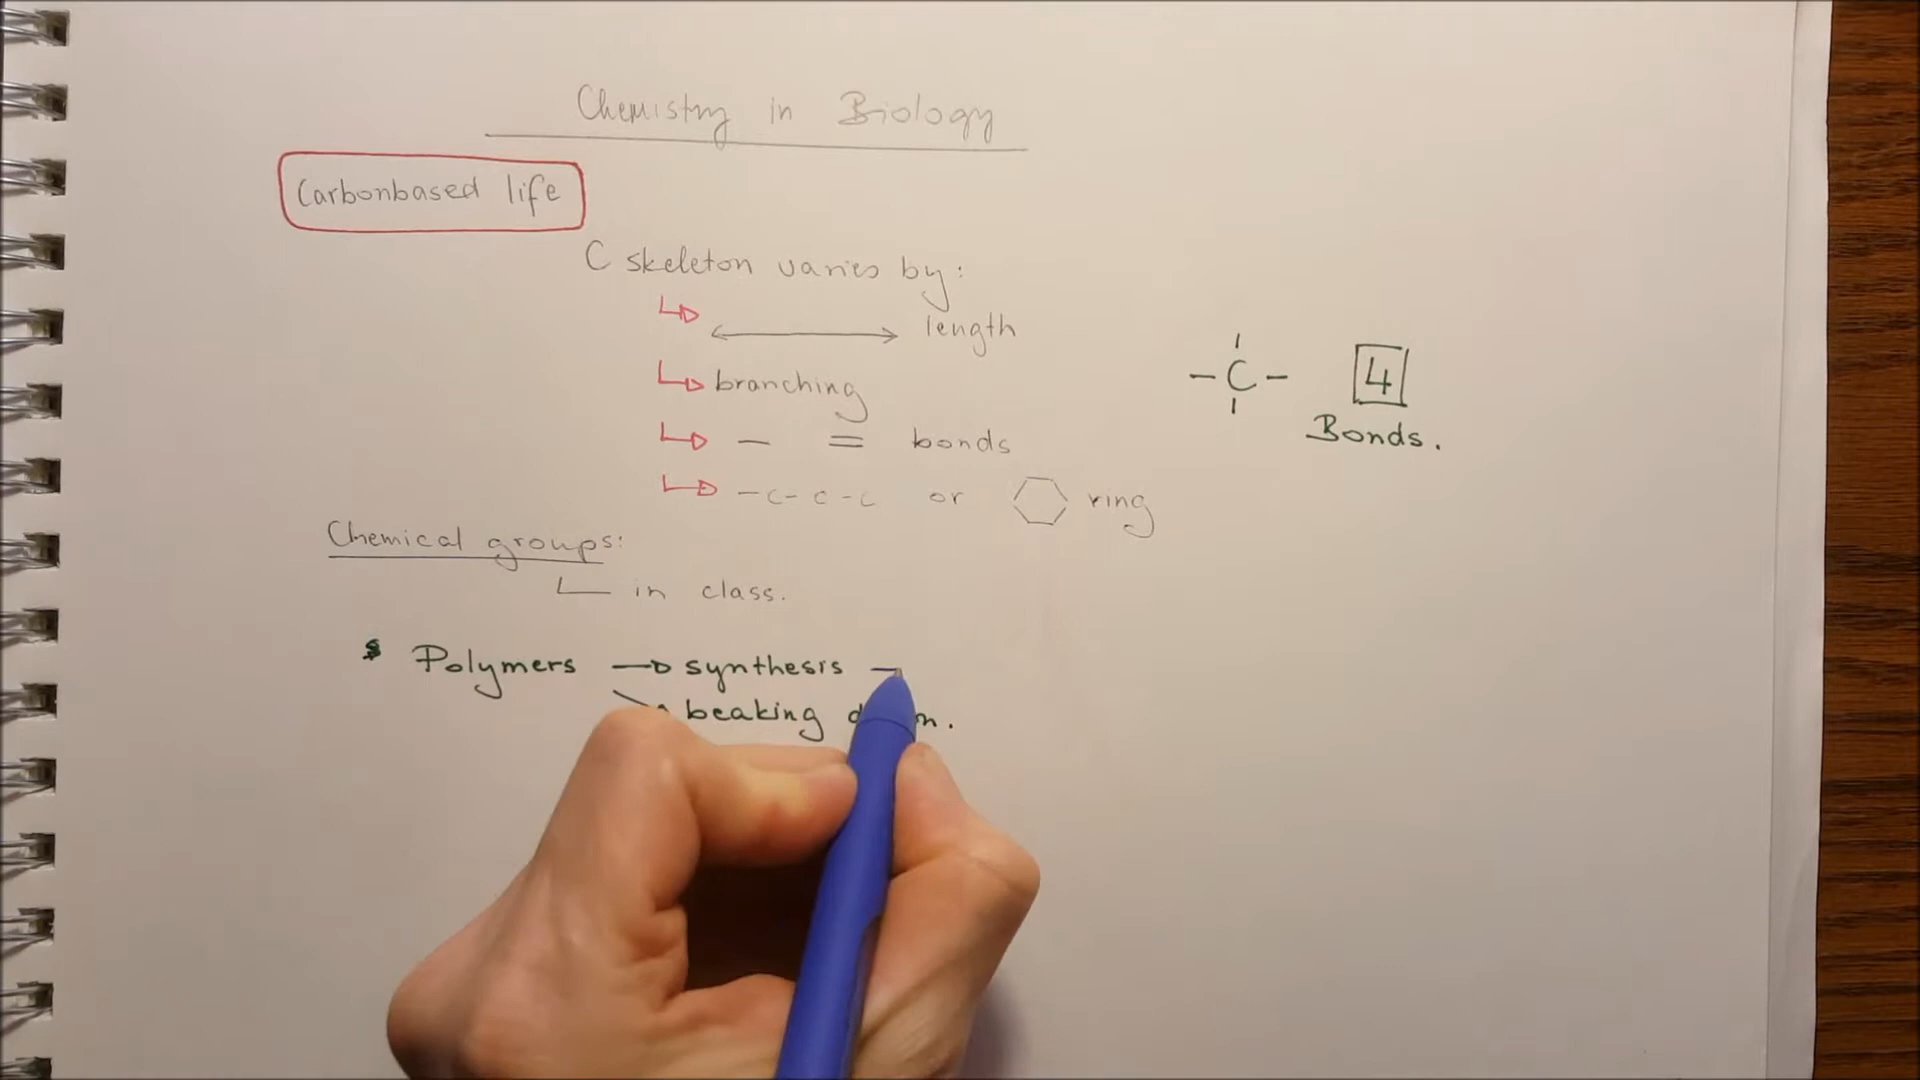 Chemistry in Biology
Carbonbased life
C skeleton varies by:
length
branching
— = bonds
-C-C-C or ring
-C- 4
Bonds.
Chemical groups:
in class.
Polymers → synthesis —
beaking